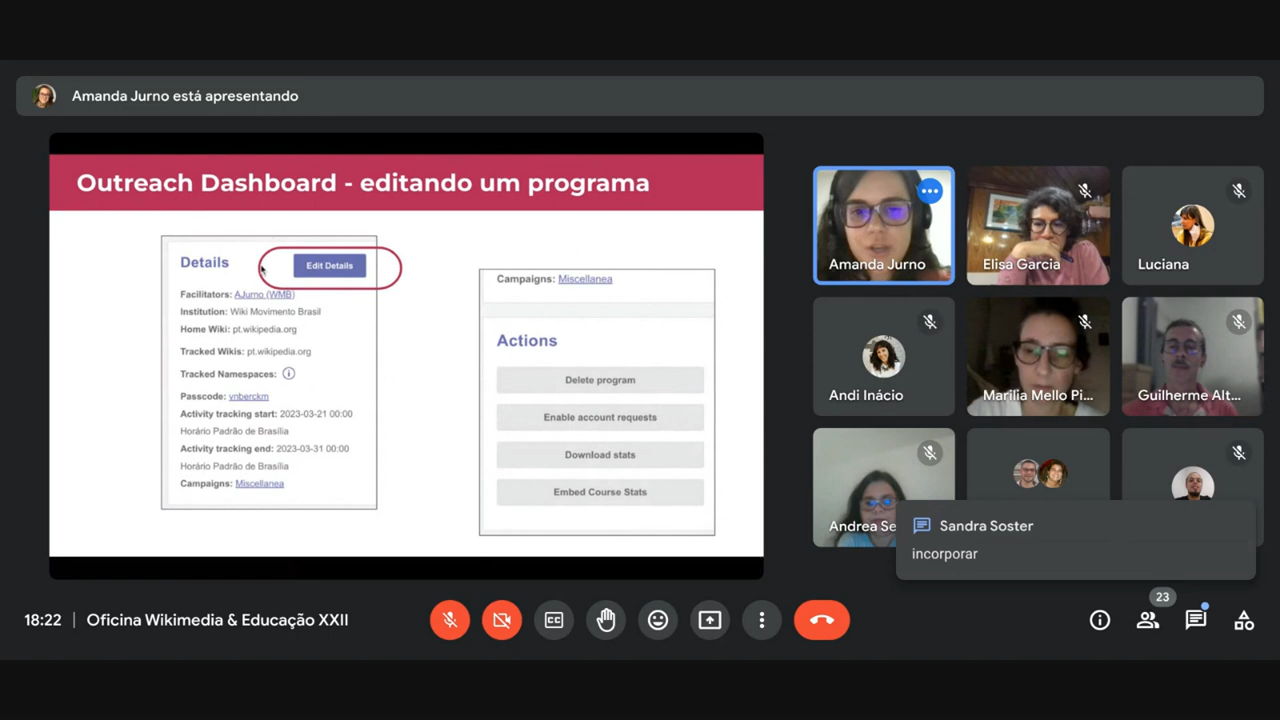 Amanda Jurno está apresentando
Outreach Dashboard - editando um programa
Details
Edit Details
Facilitators: AJurno (WMB)
Institution: Wiki Movimento Brasil
Home Wiki: pt.wikipedia.org
Tracked Wikis: pt.wikipedia.org
Tracked Namespaces:
Passcode: vnberckm
Activity tracking start: 2023-03-21 00:00
Horário Padrão de Brasília
Activity tracking end: 2023-03-31 00:00
Horário Padrão de Brasília
Campaigns: Miscellanea
Campaigns: Miscellanea
Actions
Delete program
Enable account requests
Download stats
Embed Course Stats
Amanda Jurno
Elisa Garcia
Luciana
Andi Inácio
Marilia Mello Pi...
Guilherme Alt...
Andrea Se
Sandra Soster
incorporar
18:22 | Oficina Wikimedia & Educação XXII
CC
23